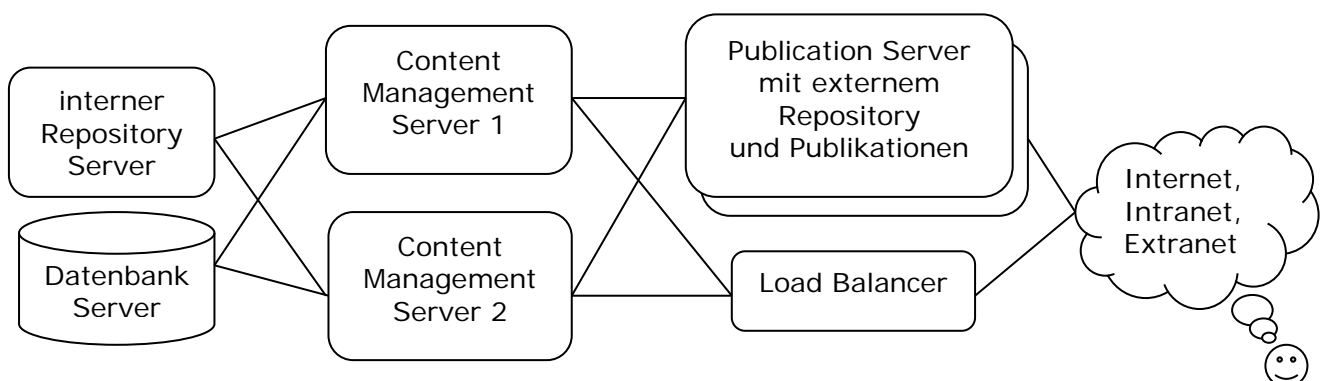 interner
Repository
Server
Datenbank
Server
Content
Management
Server 1
Content
Management
Server 2
Publication Server
mit externem
Repository
und Publikationen
Load Balancer
Internet,
Intranet,
Extranet